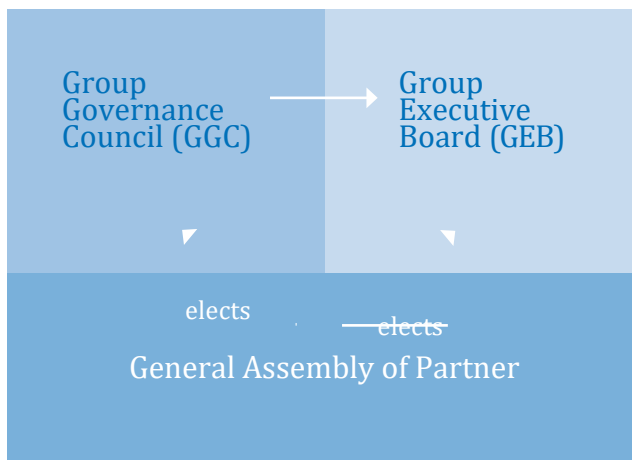 Group
Governance
Council (GGC)
Group
Executive
Board (GEB)
elects
elects
General Assembly of Partner